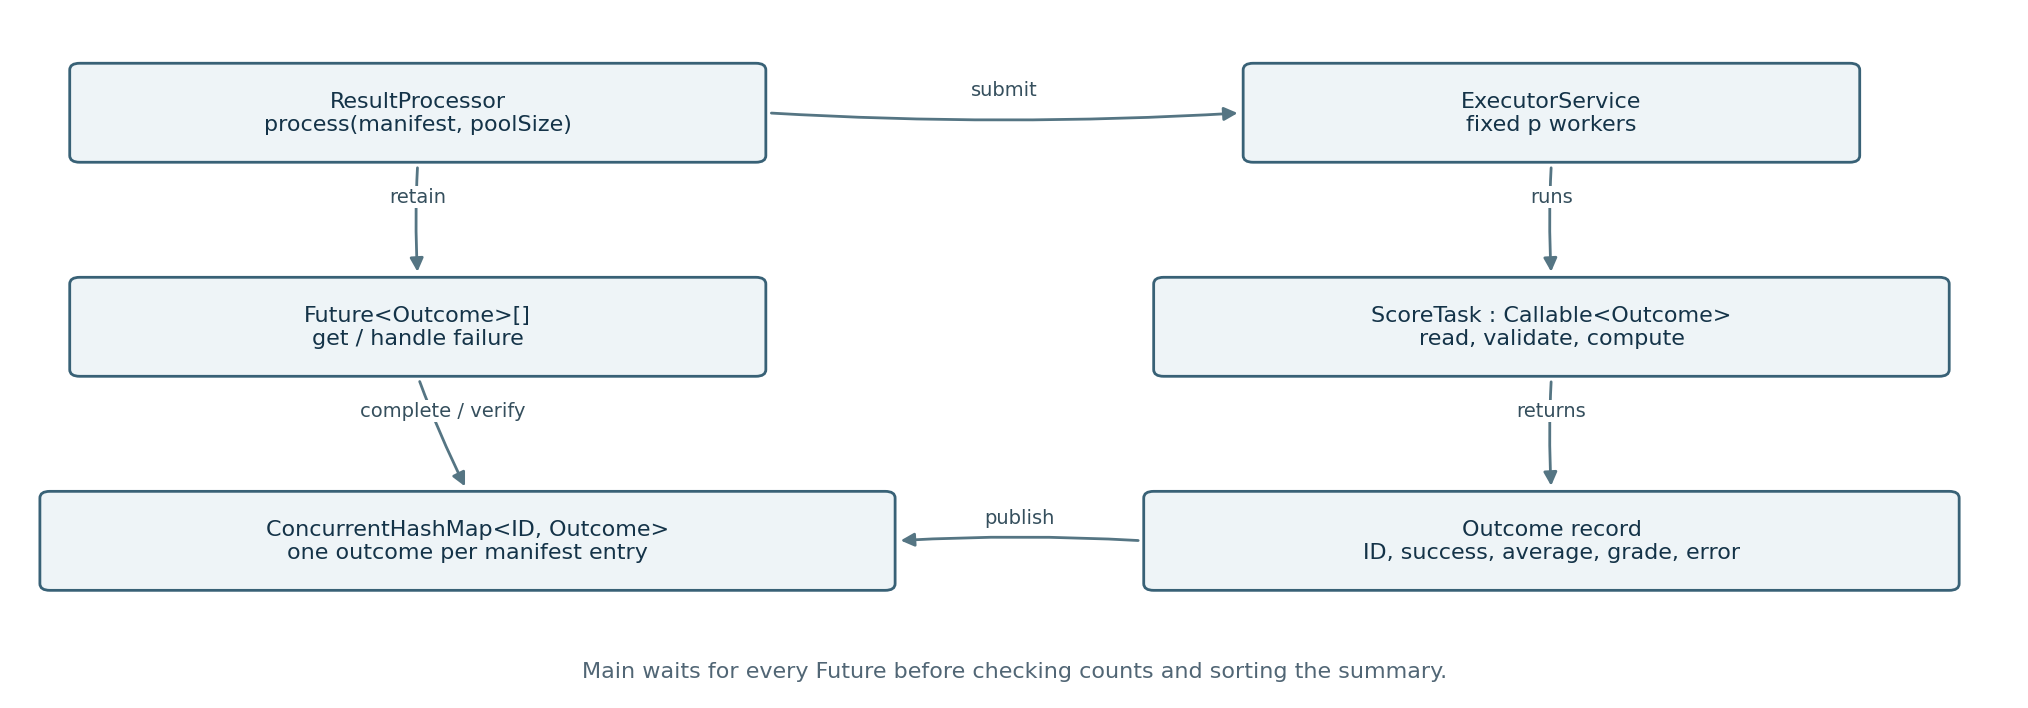 ResultProcessor
process(manifest, poolSize)
submit
ExecutorService
fixed p workers
retain
runs
Future<Outcome>[]
get / handle failure
ScoreTask : Callable<Outcome>
read, validate, compute
complete / verify
returns
ConcurrentHashMap<ID, Outcome>
one outcome per manifest entry
publish
Outcome record
ID, success, average, grade, error
Main waits for every Future before checking counts and sorting the summary.